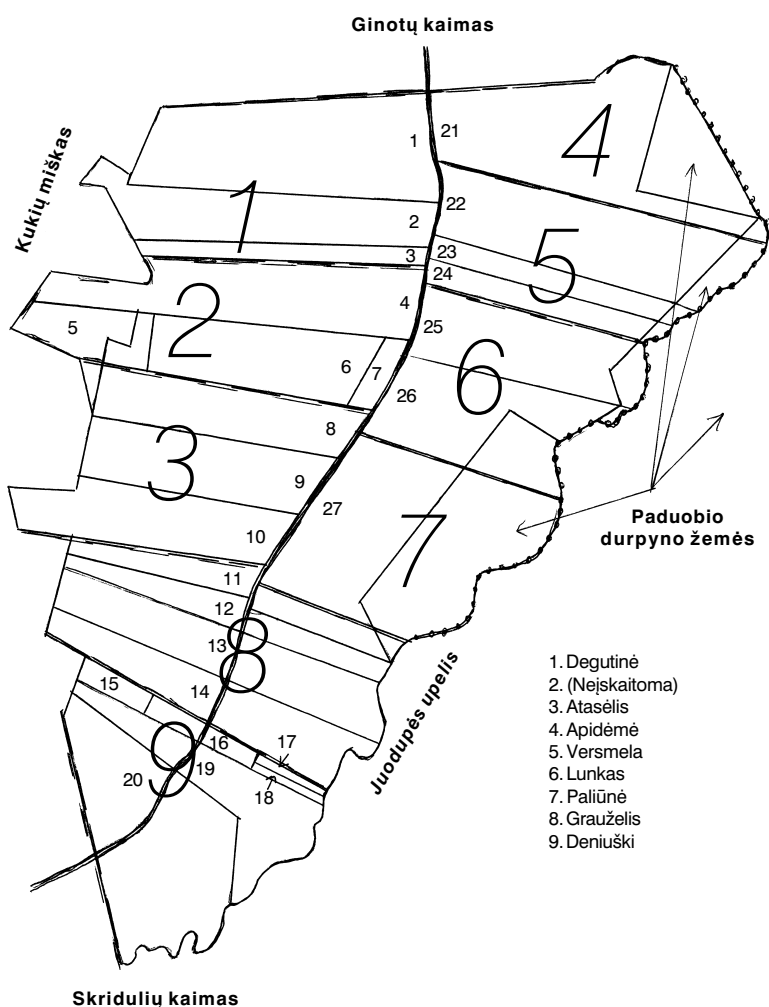 Ginotų kaimas
Kukių miškas
1
21
4
1
2
22
5
3
23
24
2
4
5
25
6
7
6
26
3
8
9
27
7
10
Paduobio
durpyno žemės
11
12
8
13
14
Juodupės upelis
15
16
17
9
19
18
20
1. Degutinė
2. (Neįskaitoma)
3. Atasėlis
4. Apidėmė
5. Versmela
6. Lunkas
7. Paliūnė
8. Grauželis
9. Deniuški
Skridulių kaimas